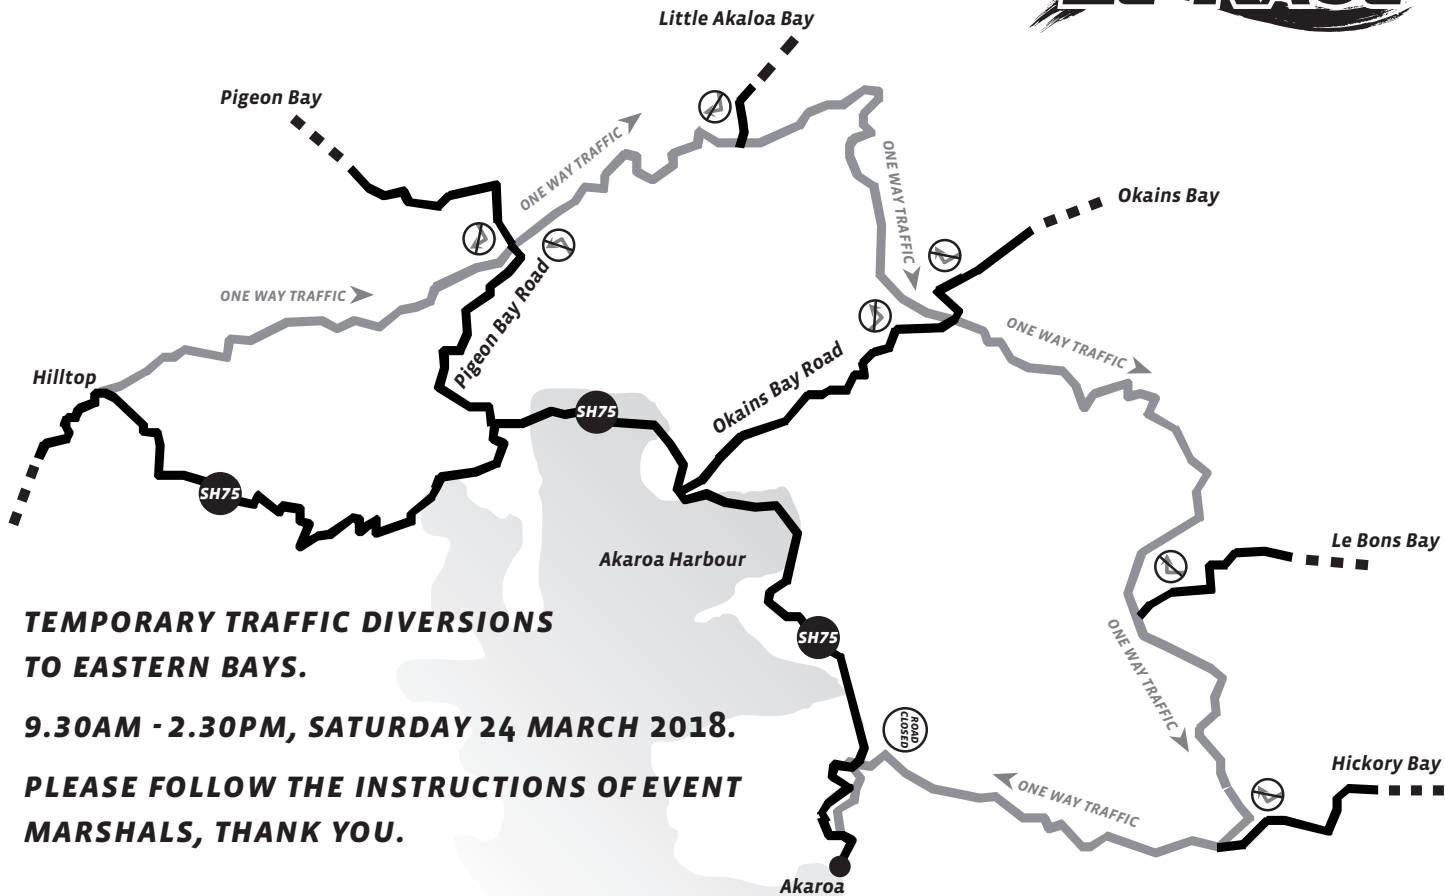 Little Akaloa Bay
Pigeon Bay
ONE WAY TRAFFIC
ONE WAY TRAFFIC
Okains Bay
ONE WAY TRAFFIC
Pigeon Bay Road
ONE WAY TRAFFIC
Hilltop
Okains Bay Road
SH75
SH75
Akaroa Harbour
Le Bons Bay
SH75
ONE WAY TRAFFIC
ROAD
CLOSED
Hickory Bay
ONE WAY TRAFFIC
Akaroa
TEMPORARY TRAFFIC DIVERSIONS
TO EASTERN BAYS.
9.30AM - 2.30PM, SATURDAY 24 MARCH 2018.
PLEASE FOLLOW THE INSTRUCTIONS OF EVENT
MARSHALS, THANK YOU.